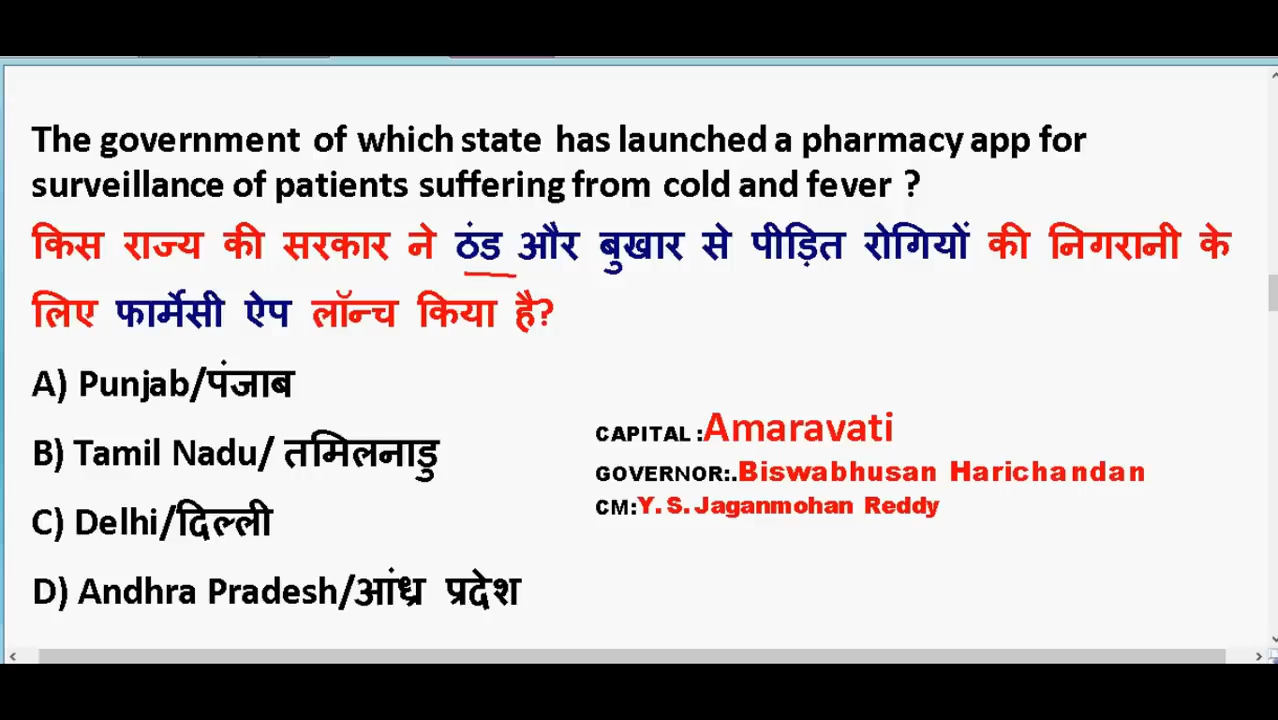 The government of which state has launched a pharmacy app for
surveillance of patients suffering from cold and fever ?
किस राज्य की सरकार ने ठंड और बुखार से पीड़ित रोगियों की निगरानी के
लिए फार्मेसी ऐप लॉन्च किया है?
A) Punjab/पंजाब
B) Tamil Nadu/ तमिलनाडु
C) Delhi/दिल्ली
D) Andhra Pradesh/आंध्र प्रदेश
CAPITAL :Amaravati
GOVERNOR:.Biswabhusan Harichandan
CM:Y. S. Jaganmohan Reddy